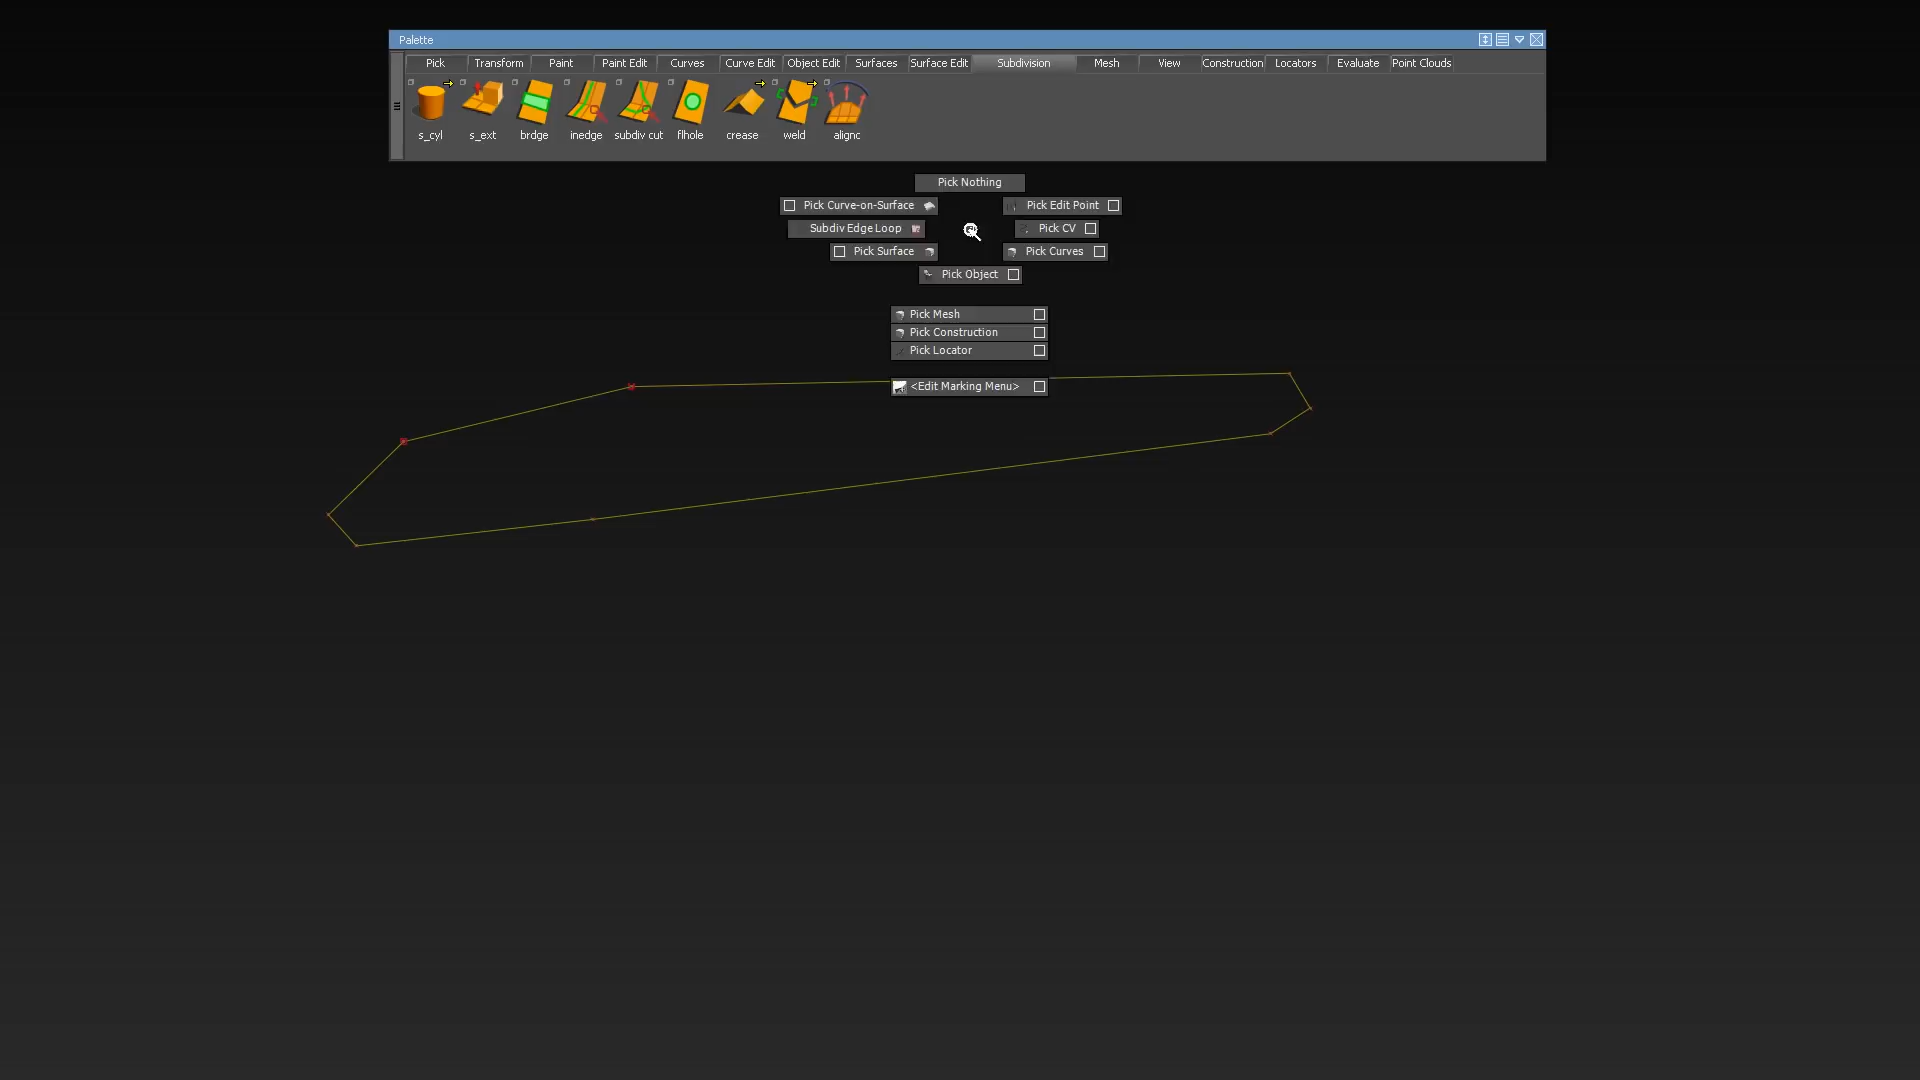 Palette
Pick Transform Paint Paint Edit Curves Curve Edit Object Edit Surfaces Surface Edit Subdivision Mesh View Construction Locators Evaluate Point Clouds
s_cyl s_ext brdge inedge subdiv cut flhole crease weld alignc
Pick Nothing
Pick Curve-on-Surface Pick Edit Point
Subdiv Edge Loop Pick CV
Pick Surface Pick Curves
Pick Object
Pick Mesh
Pick Construction
Pick Locator
<Edit Marking Menu>